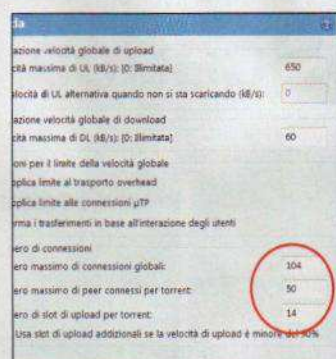 da
azione velocità globale di upload
cità massima di UL (kB/s): [0: Illimitata] 650
elocità di UL alternativa quando non si sta scaricando (kB/s): 0
azione velocità globale di download
cità massima di DL (kB/s): [0: Illimitata] 60
oni per il limite della velocità globale
pplica limite al trasporto overhead
pplica limite alle connessioni µTP
rma i trasferimenti in base all'interazione degli utenti
ero di connessioni
ero massimo di connessioni globali: 104
ero massimo di peer connessi per torrent: 50
ero di slot di upload per torrent: 14
Usa slot di upload addizionali se la velocità di upload è minore del 90%